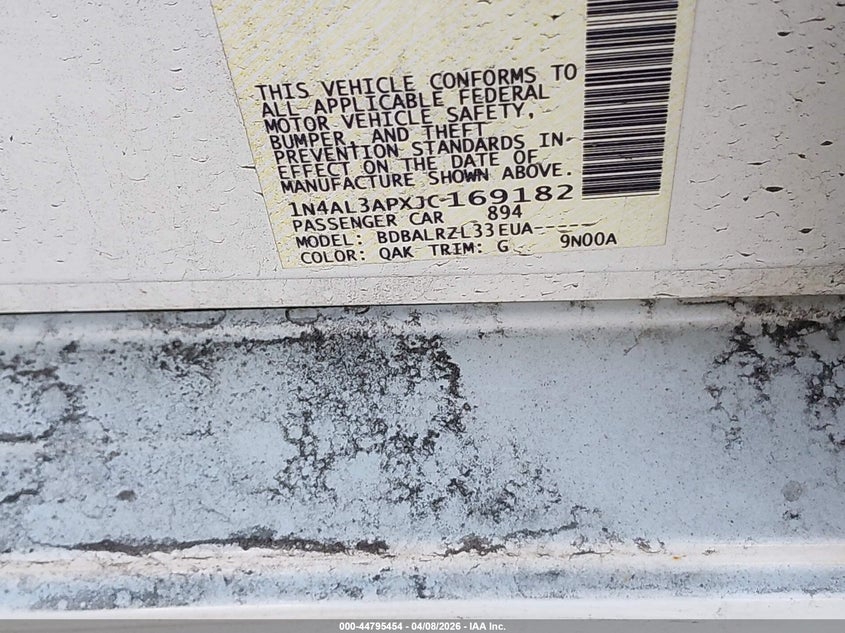 THIS VEHICLE CONFORMS TO
ALL APPLICABLE FEDERAL
MOTOR VEHICLE SAFETY,
BUMPER, AND THEFT
PREVENTION STANDARDS IN
EFFECT ON THE DATE OF
MANUFACTURE SHOWN ABOVE.
1N4AL3APXJC169182
PASSENGER CAR 894
MODEL: BDBALRZ-L33EUA-----
COLOR: QAK TRIM: G 9N00A
000-44795454 - 04/08/2026 - IAA Inc.